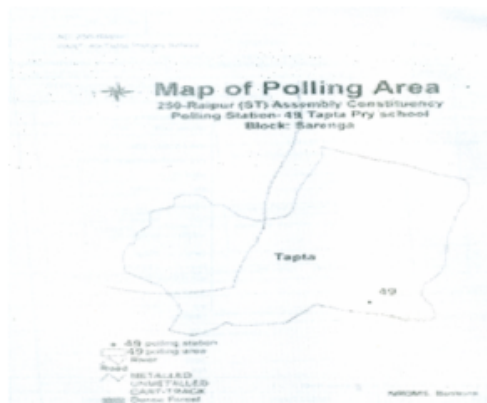 Map of Polling Area
250-Raipur (ST) Assembly Constituency
Polling Station- 49 Tapta Pry school
Block: Sarenga
Tapta
49
49 polling station
49 polling area
River
Road
METALLED
UNMETALLED
CART-TRACK
Dense Forest